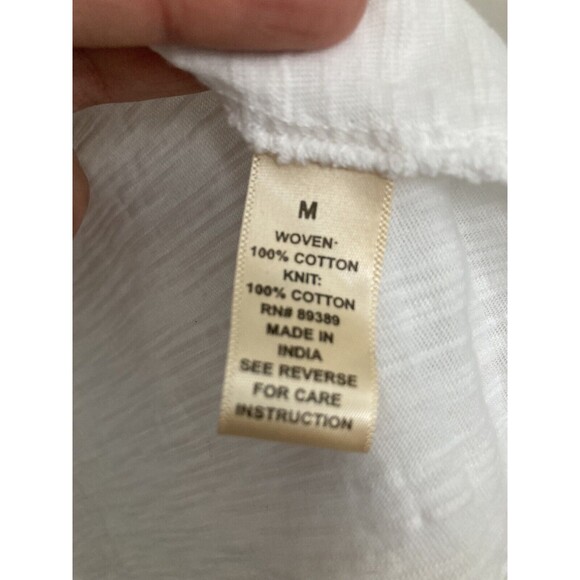 M
WOVEN:
100% COTTON
KNIT:
100% COTTON
RN# 89389
MADE IN
INDIA
SEE REVERSE
FOR CARE
INSTRUCTION